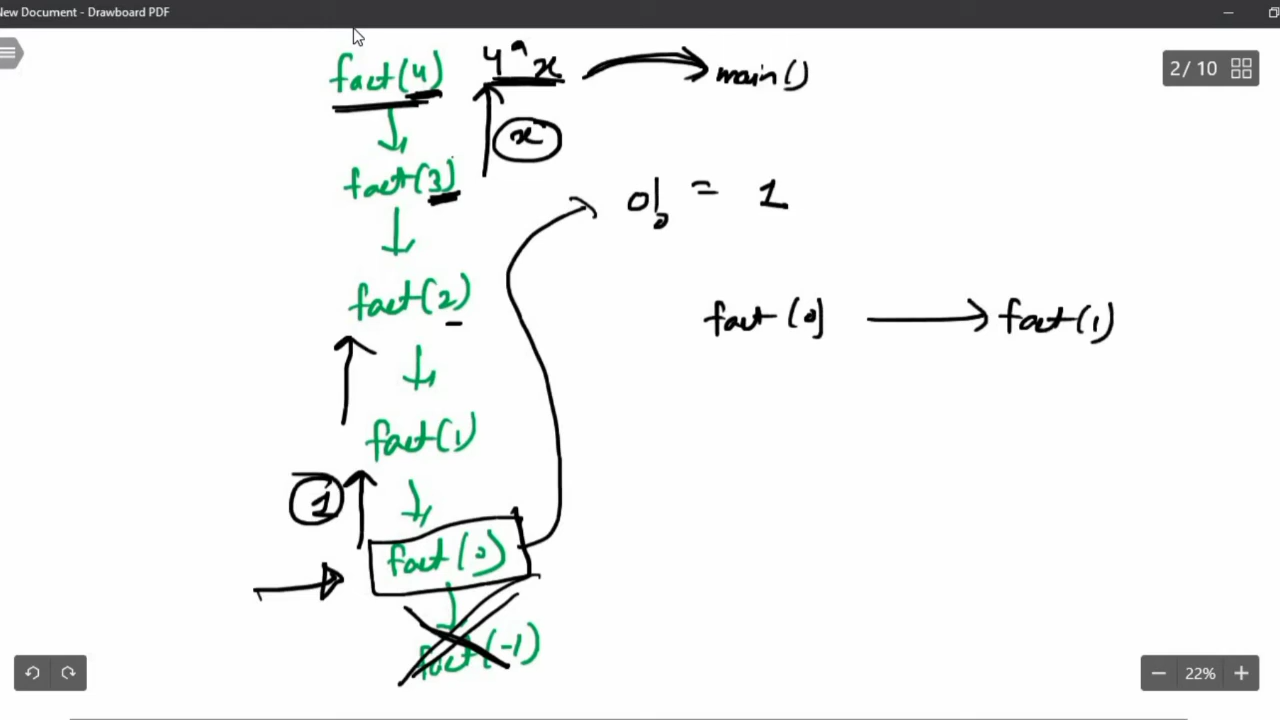 New Document - Drawboard PDF
2 / 10
fact(4) 4*x main()
x
fact(3)
0! = 1
fact(2)
fact(0) fact(1)
fact(1)
1
fact(0)
fact(-1)
22%